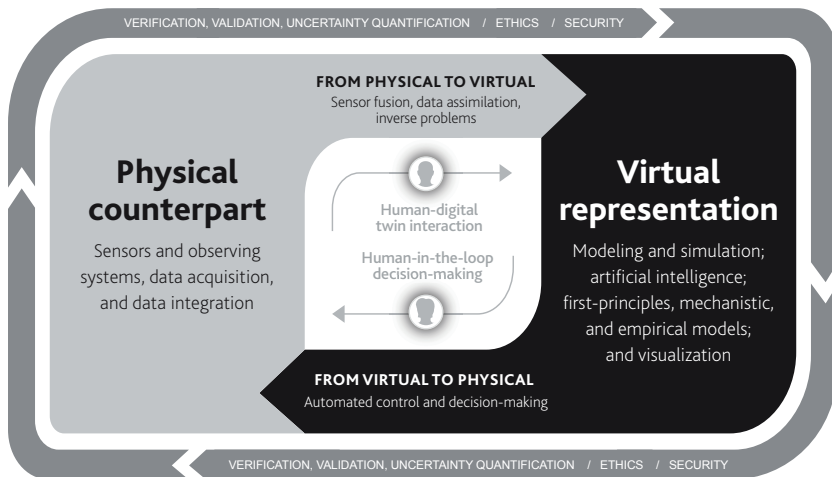 VERIFICATION, VALIDATION, UNCERTAINTY QUANTIFICATION / ETHICS / SECURITY
FROM PHYSICAL TO VIRTUAL
Sensor fusion, data assimilation,
inverse problems
Physical
counterpart
Sensors and observing
systems, data acquisition,
and data integration
Human-digital
twin interaction
Human-in-the-loop
decision-making
Virtual
representation
Modeling and simulation;
artificial intelligence;
first-principles, mechanistic,
and empirical models;
and visualization
FROM VIRTUAL TO PHYSICAL
Automated control and decision-making
VERIFICATION, VALIDATION, UNCERTAINTY QUANTIFICATION / ETHICS / SECURITY